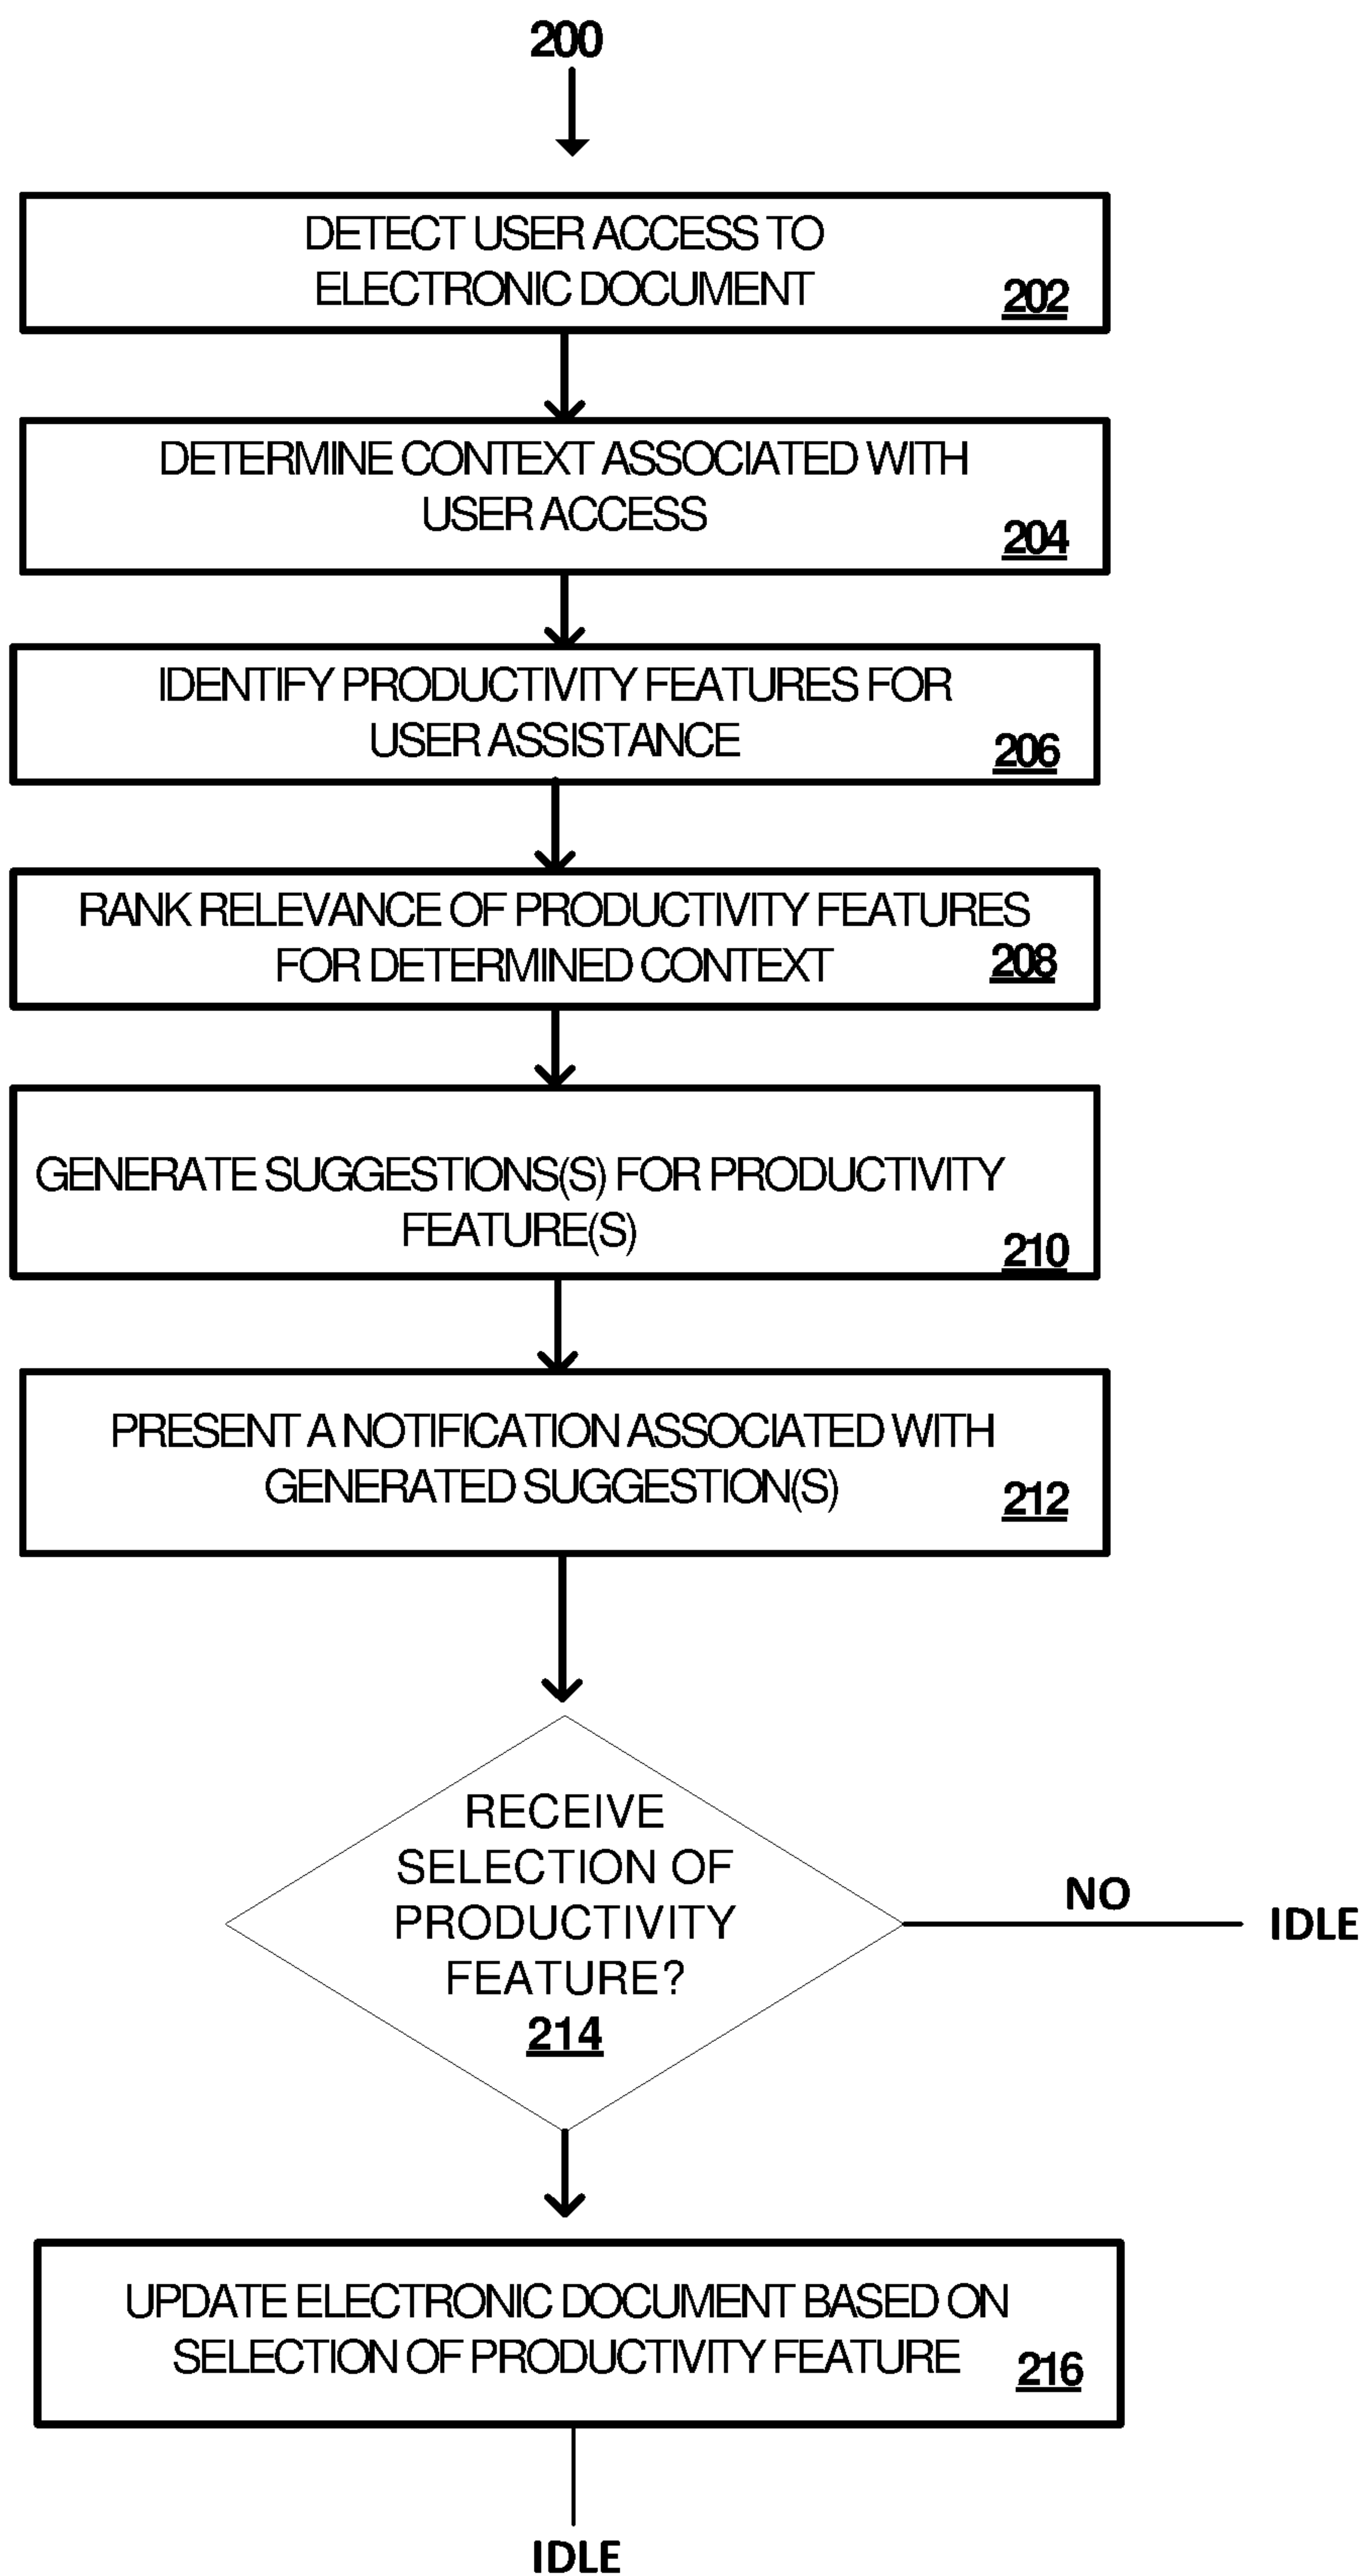 200
DETECT USER ACCESS TO
ELECTRONIC DOCUMENT
202
DETERMINE CONTEXT ASSOCIATED WITH
USER ACCESS
204
IDENTIFY PRODUCTIVITY FEATURES FOR
USER ASSISTANCE
206
RANK RELEVANCE OF PRODUCTIVITY FEATURES
FOR DETERMINED CONTEXT
208
GENERATE SUGGESTIONS(S) FOR PRODUCTIVITY
FEATURE(S)
210
PRESENT A NOTIFICATION ASSOCIATED WITH
GENERATED SUGGESTION(S)
212
RECEIVE
SELECTION OF
PRODUCTIVITY
FEATURE?
214
NO
IDLE
UPDATE ELECTRONIC DOCUMENT BASED ON
SELECTION OF PRODUCTIVITY FEATURE
216
IDLE